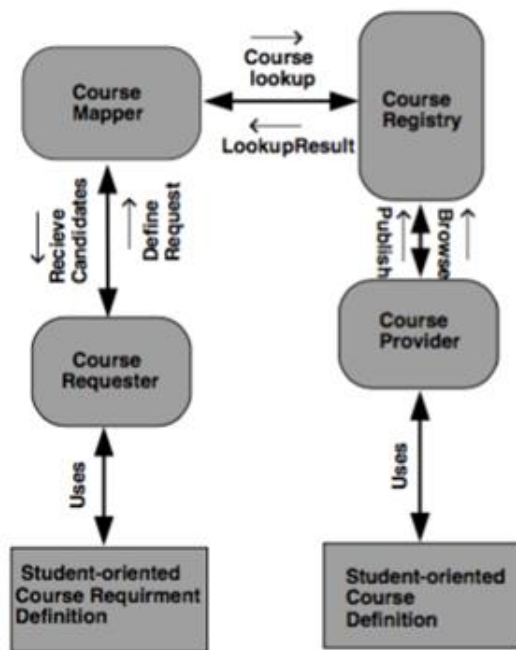 Course
Mapper
Course
lookup
LookupResult
Course
Registry
Recieve
Candidates
Define
Request
Publish
Browse
Course
Requester
Course
Provider
Uses
Uses
Student-oriented
Course Requirment
Definition
Student-oriented
Course
Definition